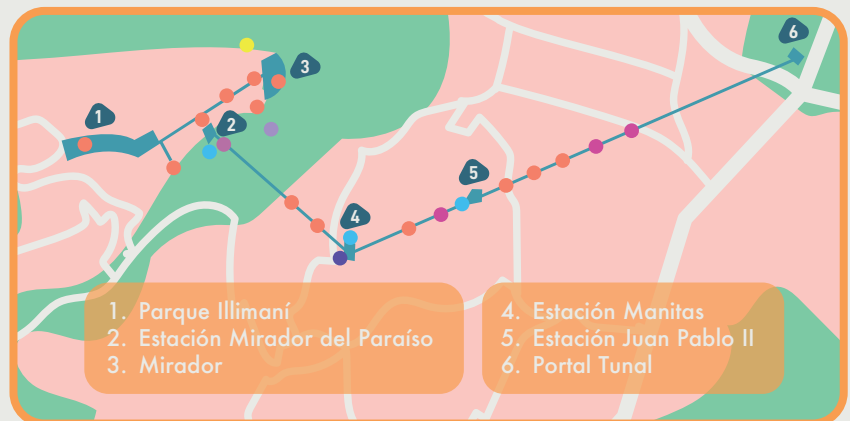 1
2
3
4
5
6
1. Parque Illimaní
2. Estación Mirador del Paraíso
3. Mirador
4. Estación Manitas
5. Estación Juan Pablo II
6. Portal Tunal